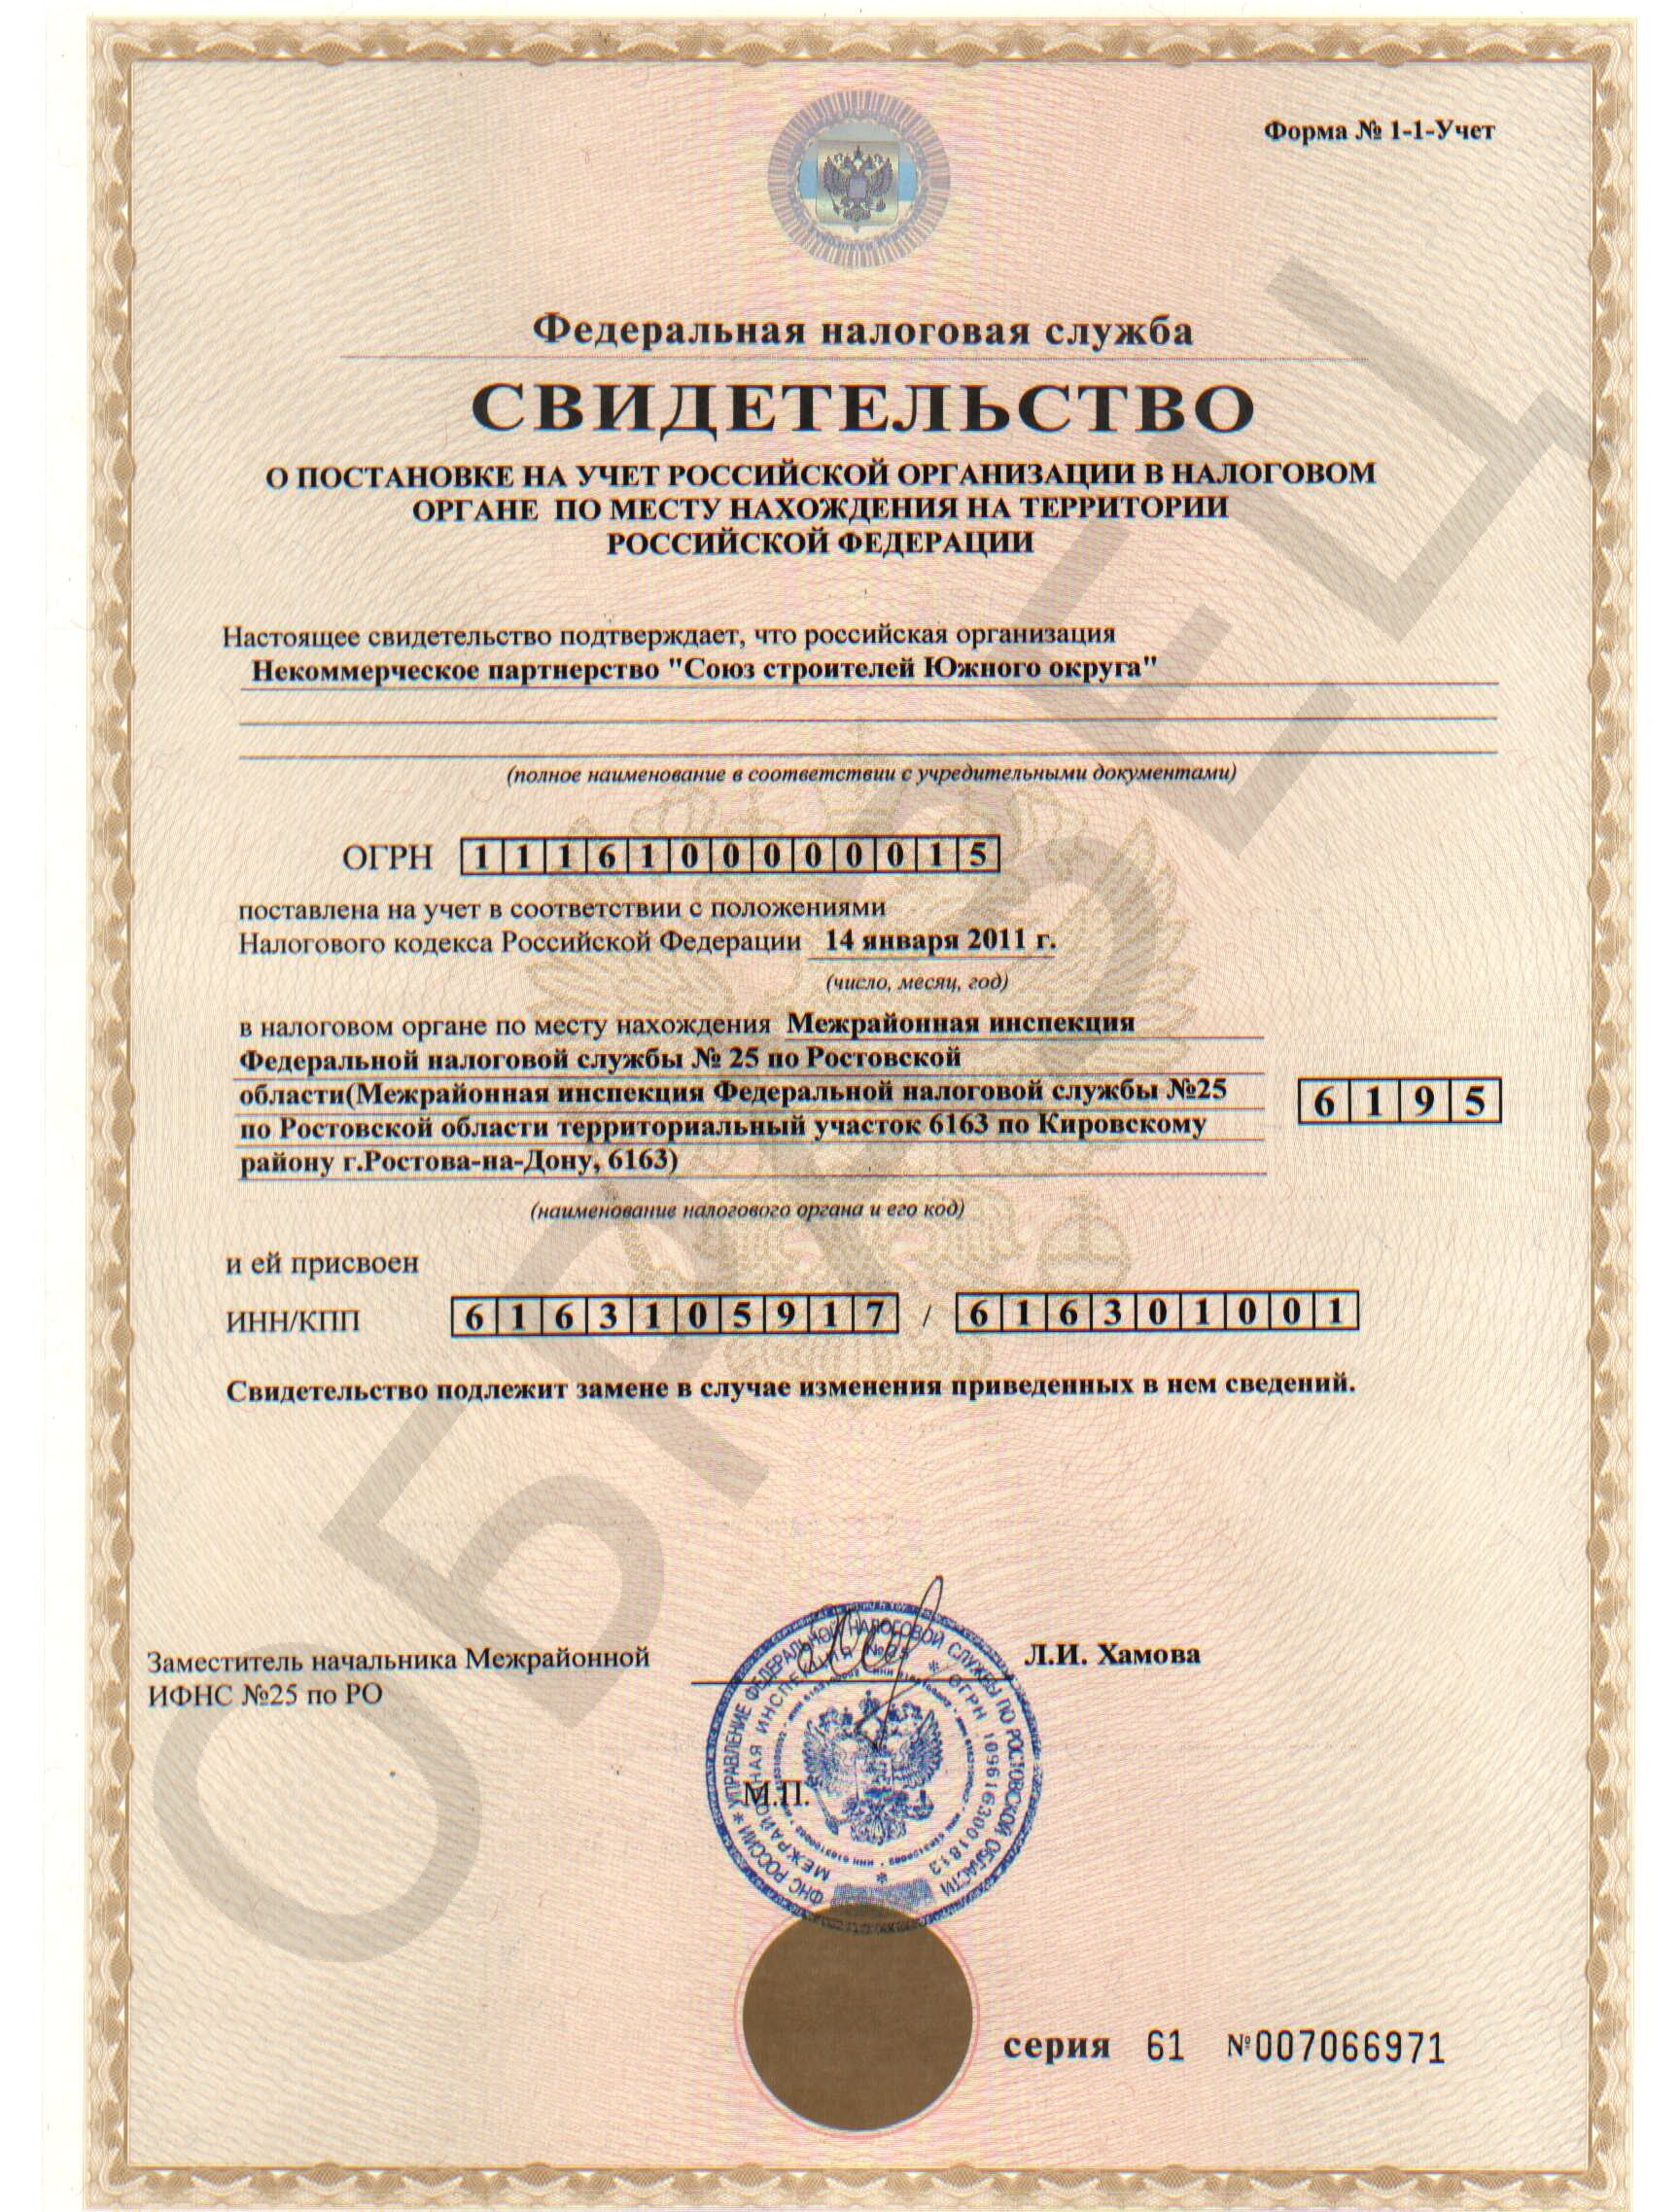 Форма № 1-1-Учет
Федеральная налоговая служба
СВИДЕТЕЛЬСТВО
О ПОСТАНОВКЕ НА УЧЕТ РОССИЙСКОЙ ОРГАНИЗАЦИИ В НАЛОГОВОМ
ОРГАНЕ ПО МЕСТУ НАХОЖДЕНИЯ НА ТЕРРИТОРИИ
РОССИЙСКОЙ ФЕДЕРАЦИИ
Настоящее свидетельство подтверждает, что российская организация
Некоммерческое партнерство "Союз строителей Южного округа"
(полное наименование в соответствии с учредительными документами)
ОГРН 1116100000015
поставлена на учет в соответствии с положениями
Налогового кодекса Российской Федерации 14 января 2011 г.
(число, месяц, год)
в налоговом органе по месту нахождения Межрайонная инспекция
Федеральной налоговой службы № 25 по Ростовской
области(Межрайонная инспекция Федеральной налоговой службы №25
по Ростовской области территориальный участок 6163 по Кировскому
району г.Ростова-на-Дону, 6163)
6195
(наименование налогового органа и его код)
и ей присвоен
ИНН/КПП 6163105917 / 616301001
Свидетельство подлежит замене в случае изменения приведенных в нем сведений.
Заместитель начальника Межрайонной
ИФНС №25 по РО
Л.И. Хамова
М.П.
ФНС РОССИИ * УПРАВЛЕНИЕ ФЕДЕРАЛЬНОЙ НАЛОГОВОЙ СЛУЖБЫ ПО РОСТОВСКОЙ ОБЛАСТИ
МЕЖРАЙОННАЯ ИНСПЕКЦИЯ №25 * ОГРН 1096163001813 *
серия 61 №007066971
ОБРАЗЕЦ